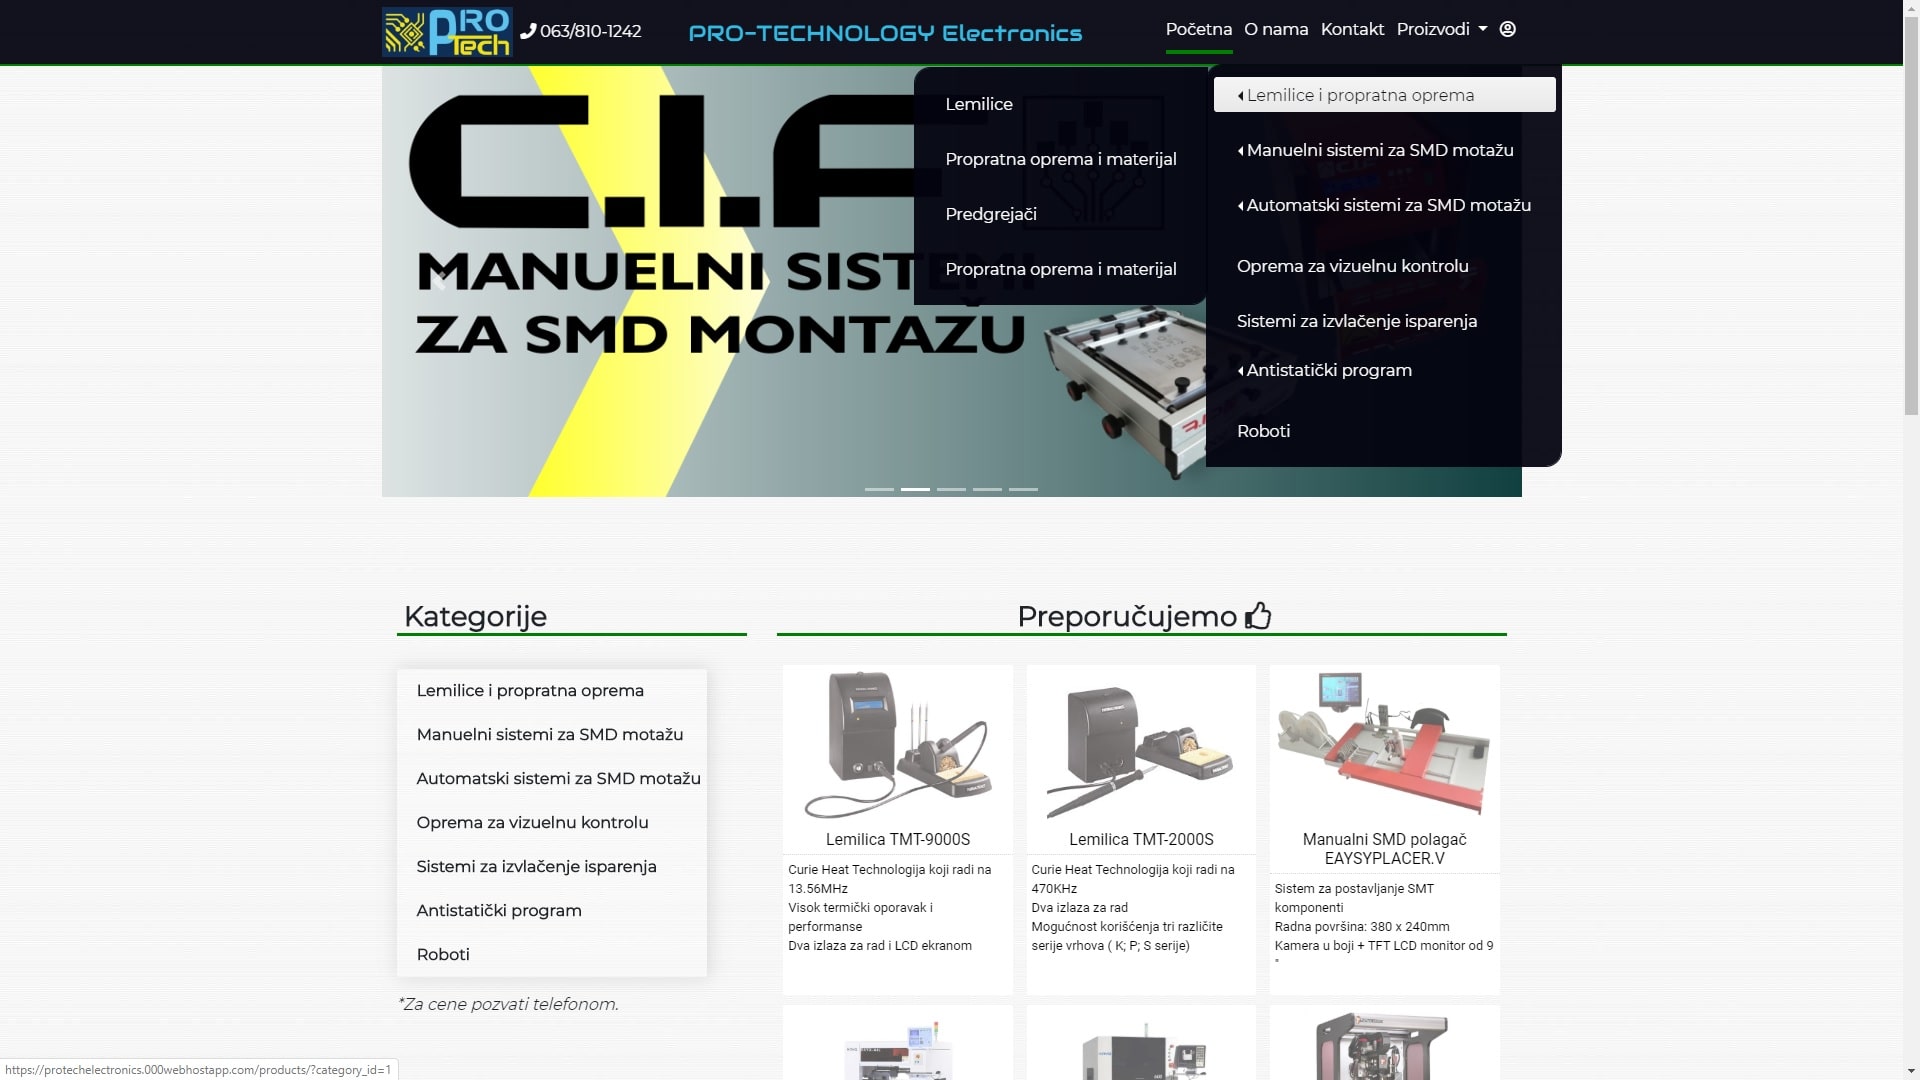 PRO Tech
063/810-1242
PRO-TECHNOLOGY Electronics
Početna
O nama
Kontakt
Proizvodi
Lemilice
Propratna oprema i materijal
Predgrejači
Propratna oprema i materijal
Lemilice i propratna oprema
Manuelni sistemi za SMD motažu
Automatski sistemi za SMD motažu
Oprema za vizuelnu kontrolu
Sistemi za izvlačenje isparenja
Antistatički program
Roboti
C.I.F
MANUELNI SISTEMI
ZA SMD MONTAŽU
Kategorije
Lemilice i propratna oprema
Manuelni sistemi za SMD motažu
Automatski sistemi za SMD motažu
Oprema za vizuelnu kontrolu
Sistemi za izvlačenje isparenja
Antistatički program
Roboti
*Za cene pozvati telefonom.
Preporučujemo
Lemilica TMT-9000S
Curie Heat Technologija koji radi na
13.56MHz
Visok termički oporavak i
performanse
Dva izlaza za rad i LCD ekranom
Lemilica TMT-2000S
Curie Heat Technologija koji radi na
470KHz
Dva izlaza za rad
Mogućnost korišćenja tri različite
serije vrhova ( K; P; S serije)
Manualni SMD polagač
EAYSYPLACER.V
Sistem za postavljanje SMT
komponenti
Radna površina: 380 x 240mm
Kamera u boji + TFT LCD monitor od 9
"
https://protechelectronics.000webhostapp.com/products/?category_id=1